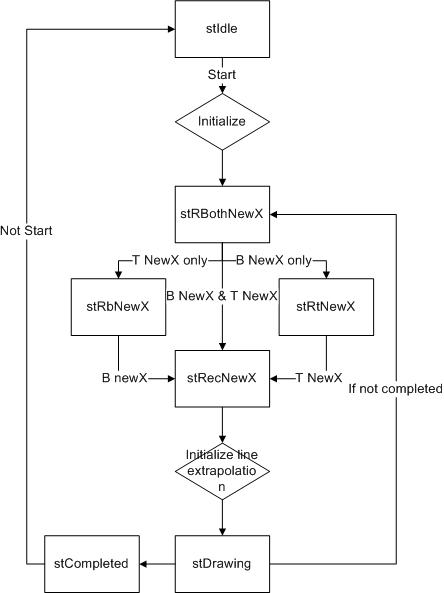 stIdle
Start
Initialize
stRBothNewX
Not Start
T NewX only
B NewX only
stRbNewX
B NewX & T NewX
stRtNewX
B newX
stRecNewX
T NewX
If not completed
Initialize line
extrapolatio
n
stCompleted
stDrawing